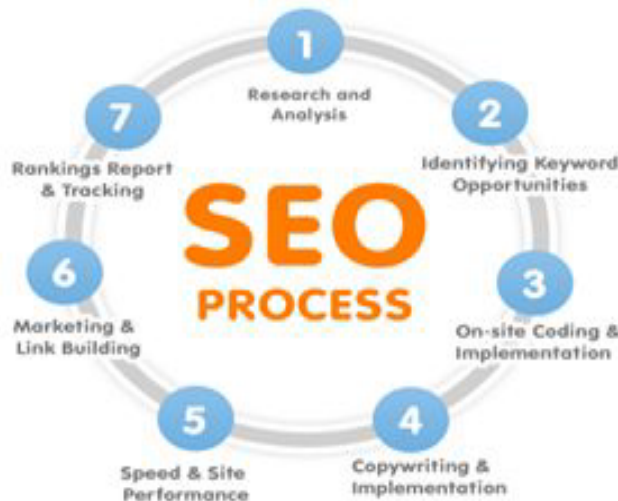 1
Research and
Analysis
2
Identifying Keyword
Opportunities
3
On-site Coding &
Implementation
4
Copywriting &
Implementation
5
Speed & Site
Performance
6
Marketing &
Link Building
7
Rankings Report
& Tracking
SEO
PROCESS